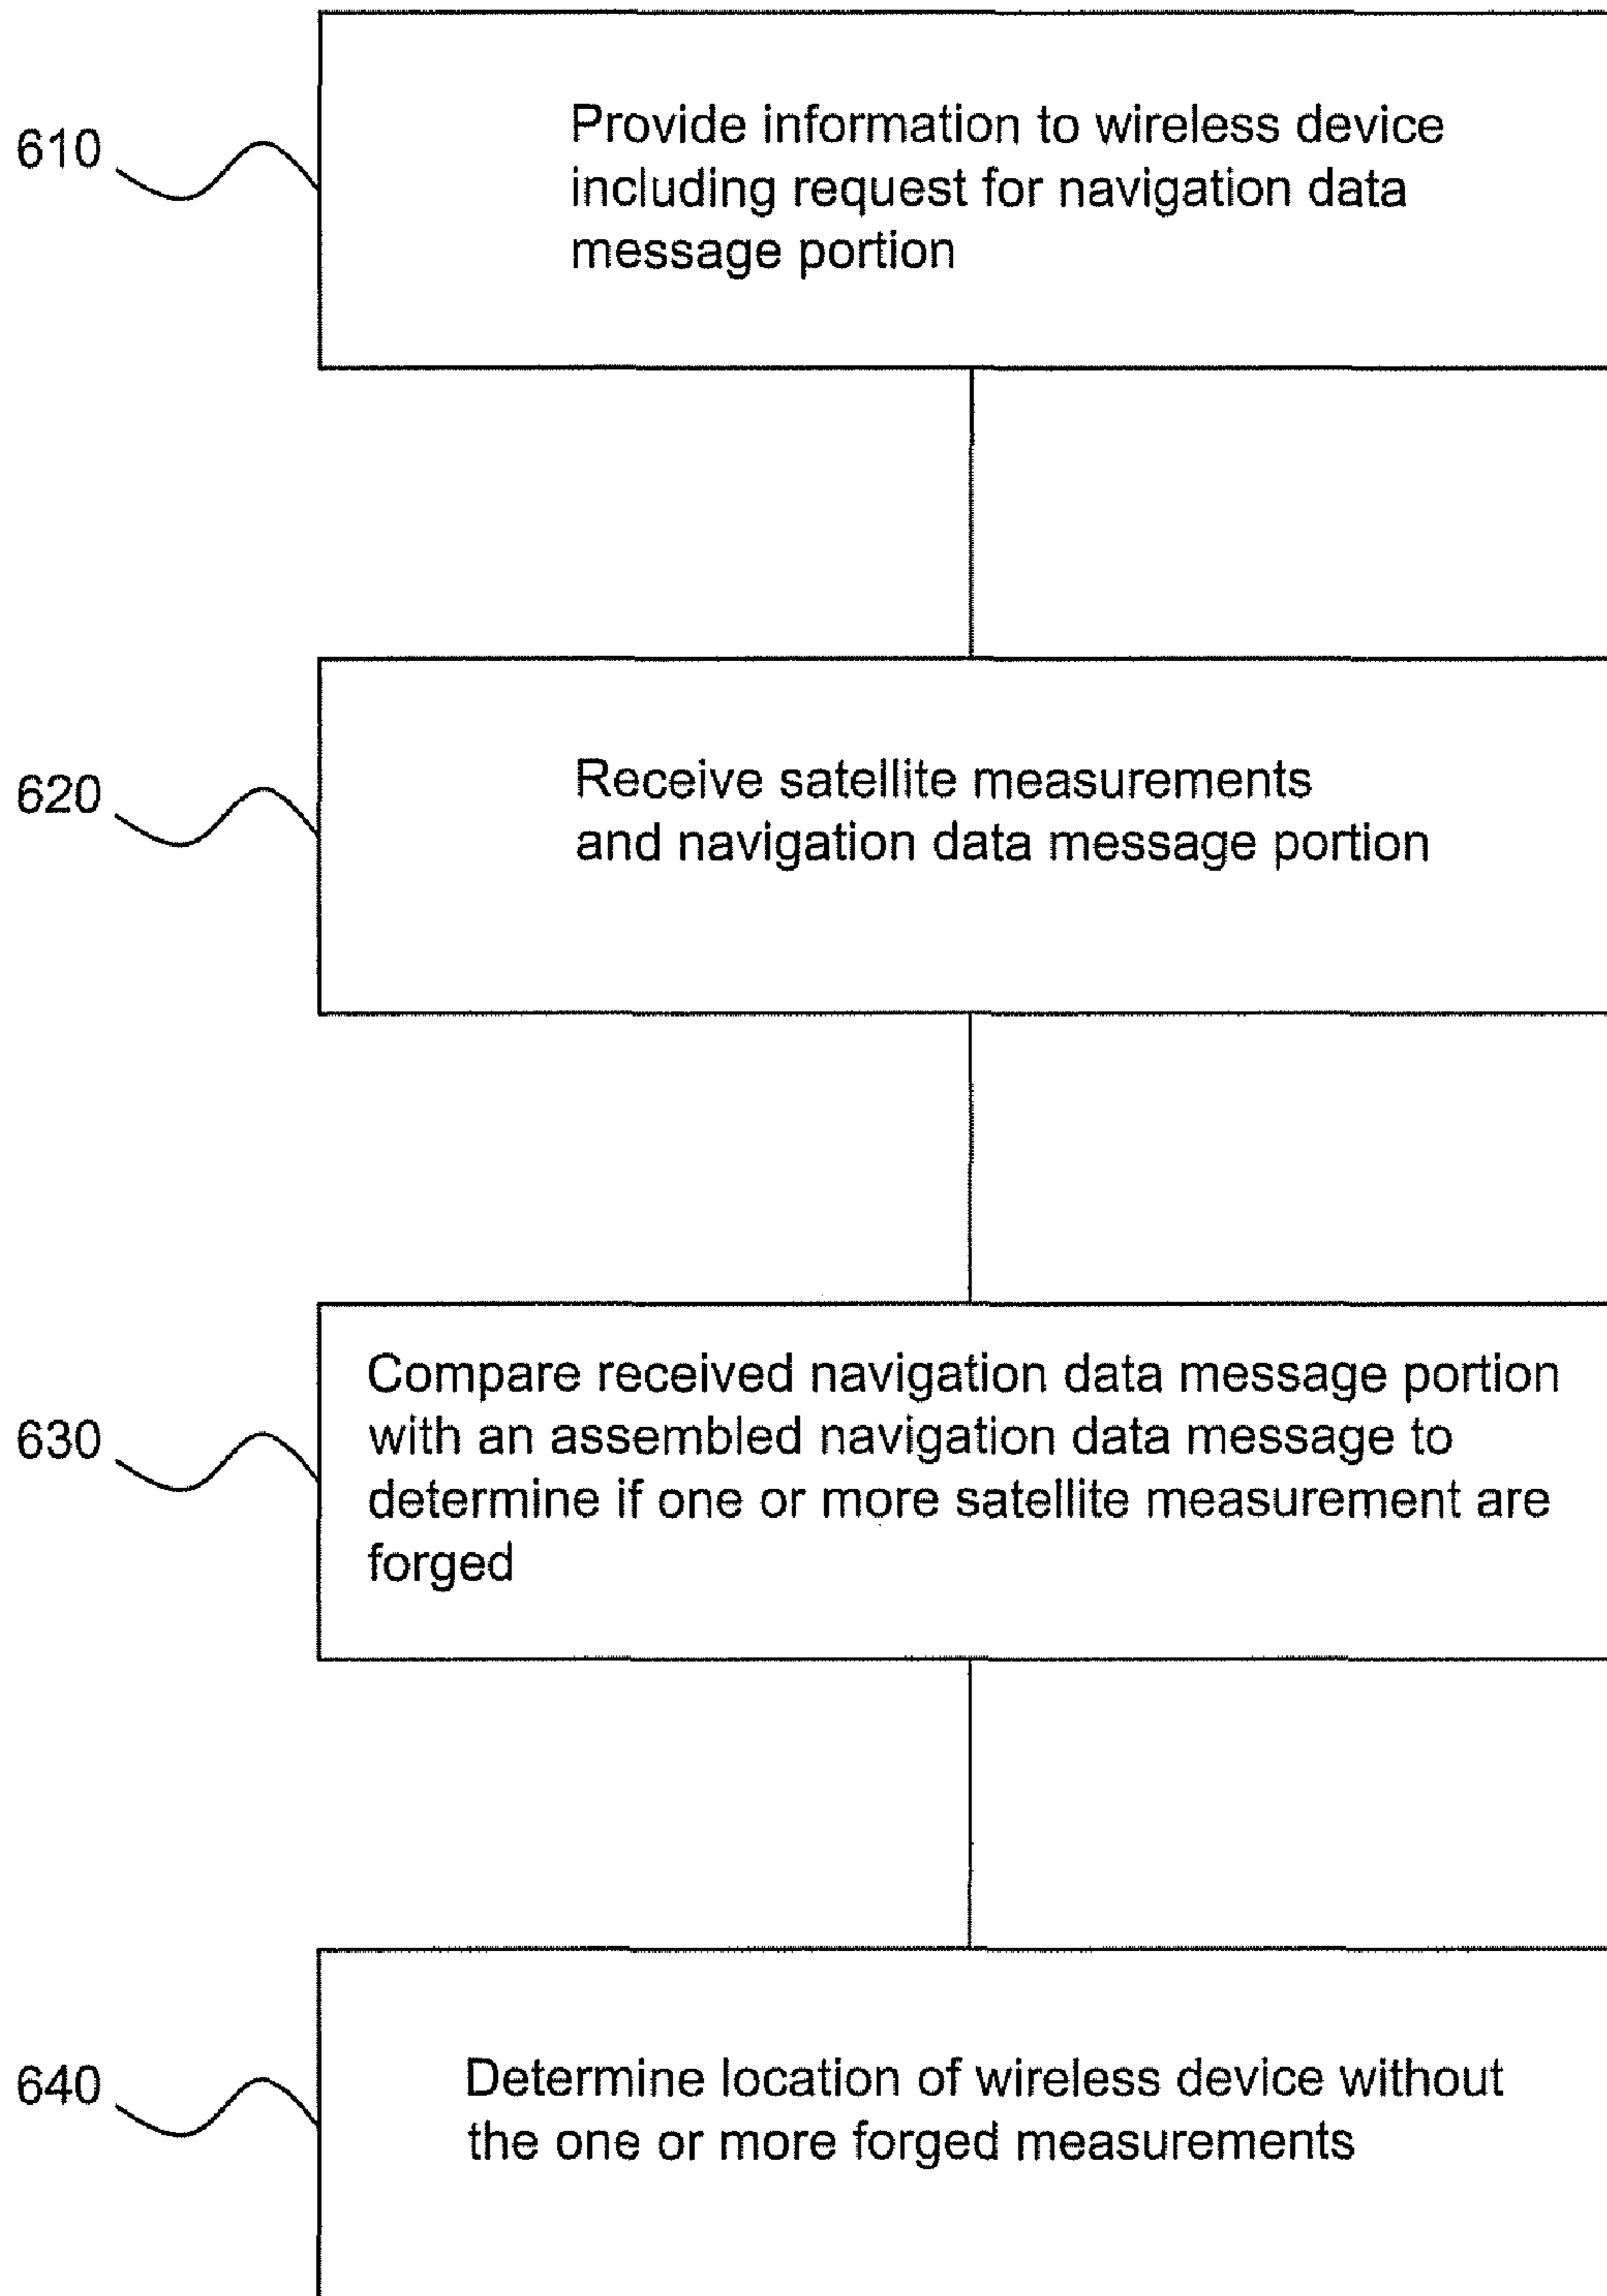 610
Provide information to wireless device
including request for navigation data
message portion
620
Receive satellite measurements
and navigation data message portion
630
Compare received navigation data message portion
with an assembled navigation data message to
determine if one or more satellite measurement are
forged
640
Determine location of wireless device without
the one or more forged measurements